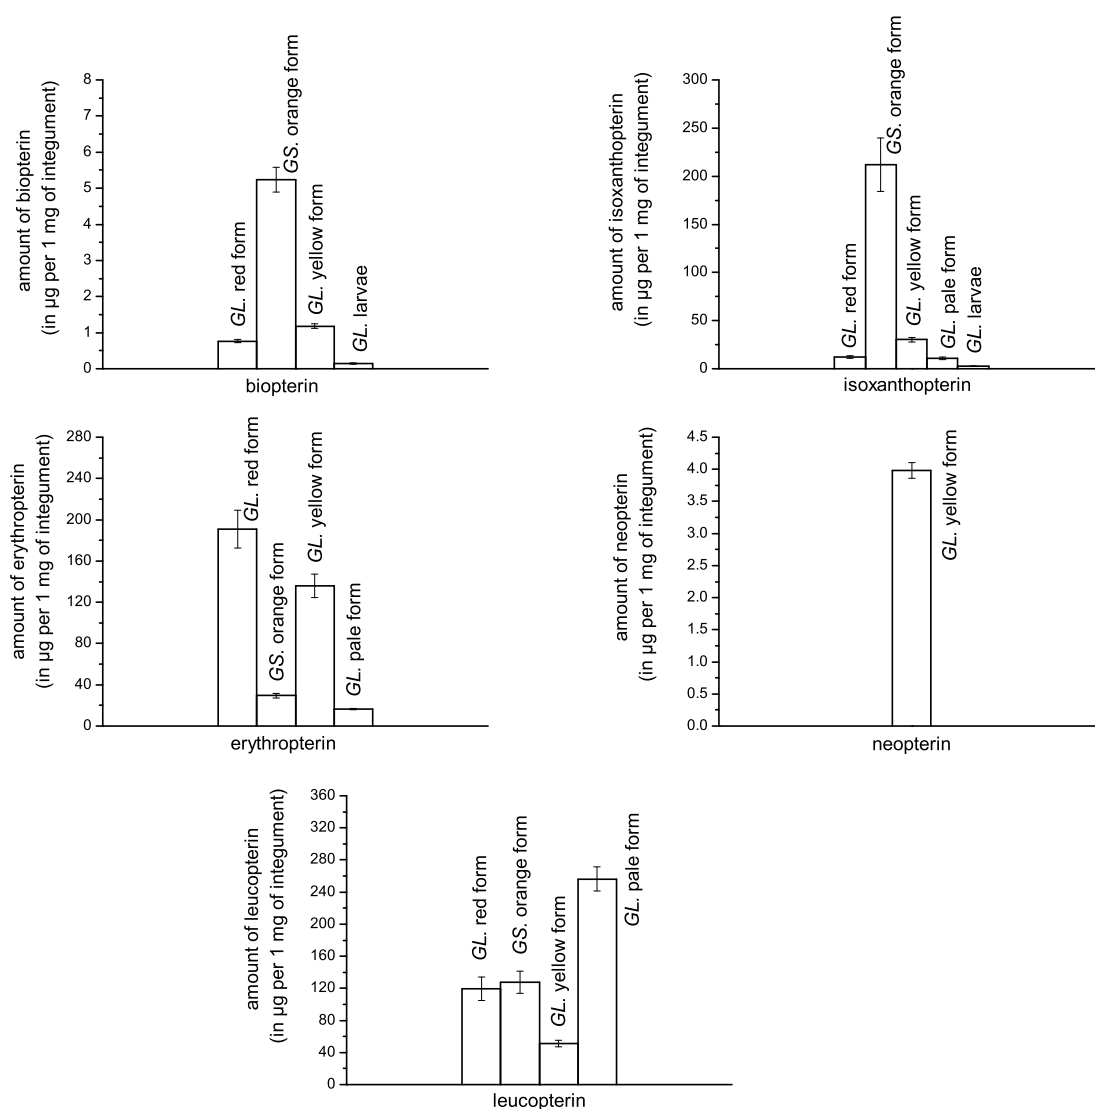 amount of biopterin
(in µg per 1 mg of integument)
8
7
6
5
4
3
2
1
0
GL. red form
GS. orange form
GL. yellow form
GL. larvae
biopterin
amount of isoxanthopterin
(in µg per 1 mg of integument)
300
250
200
150
100
50
0
GL. red form
GS. orange form
GL. yellow form
GL. pale form
GL. larvae
isoxanthopterin
amount of erythropterin
(in µg per 1 mg of integument)
280
240
200
160
120
80
40
0
GL. red form
GS. orange form
GL. yellow form
GL. pale form
erythropterin
amount of neopterin
(in µg per 1 mg of integument)
4.5
4.0
3.5
3.0
2.5
2.0
1.5
1.0
0.5
0.0
GL. yellow form
neopterin
amount of leucopterin
(in µg per 1 mg of integument)
360
320
280
240
200
160
120
80
40
0
GL. red form
GS. orange form
GL. yellow form
GL. pale form
leucopterin